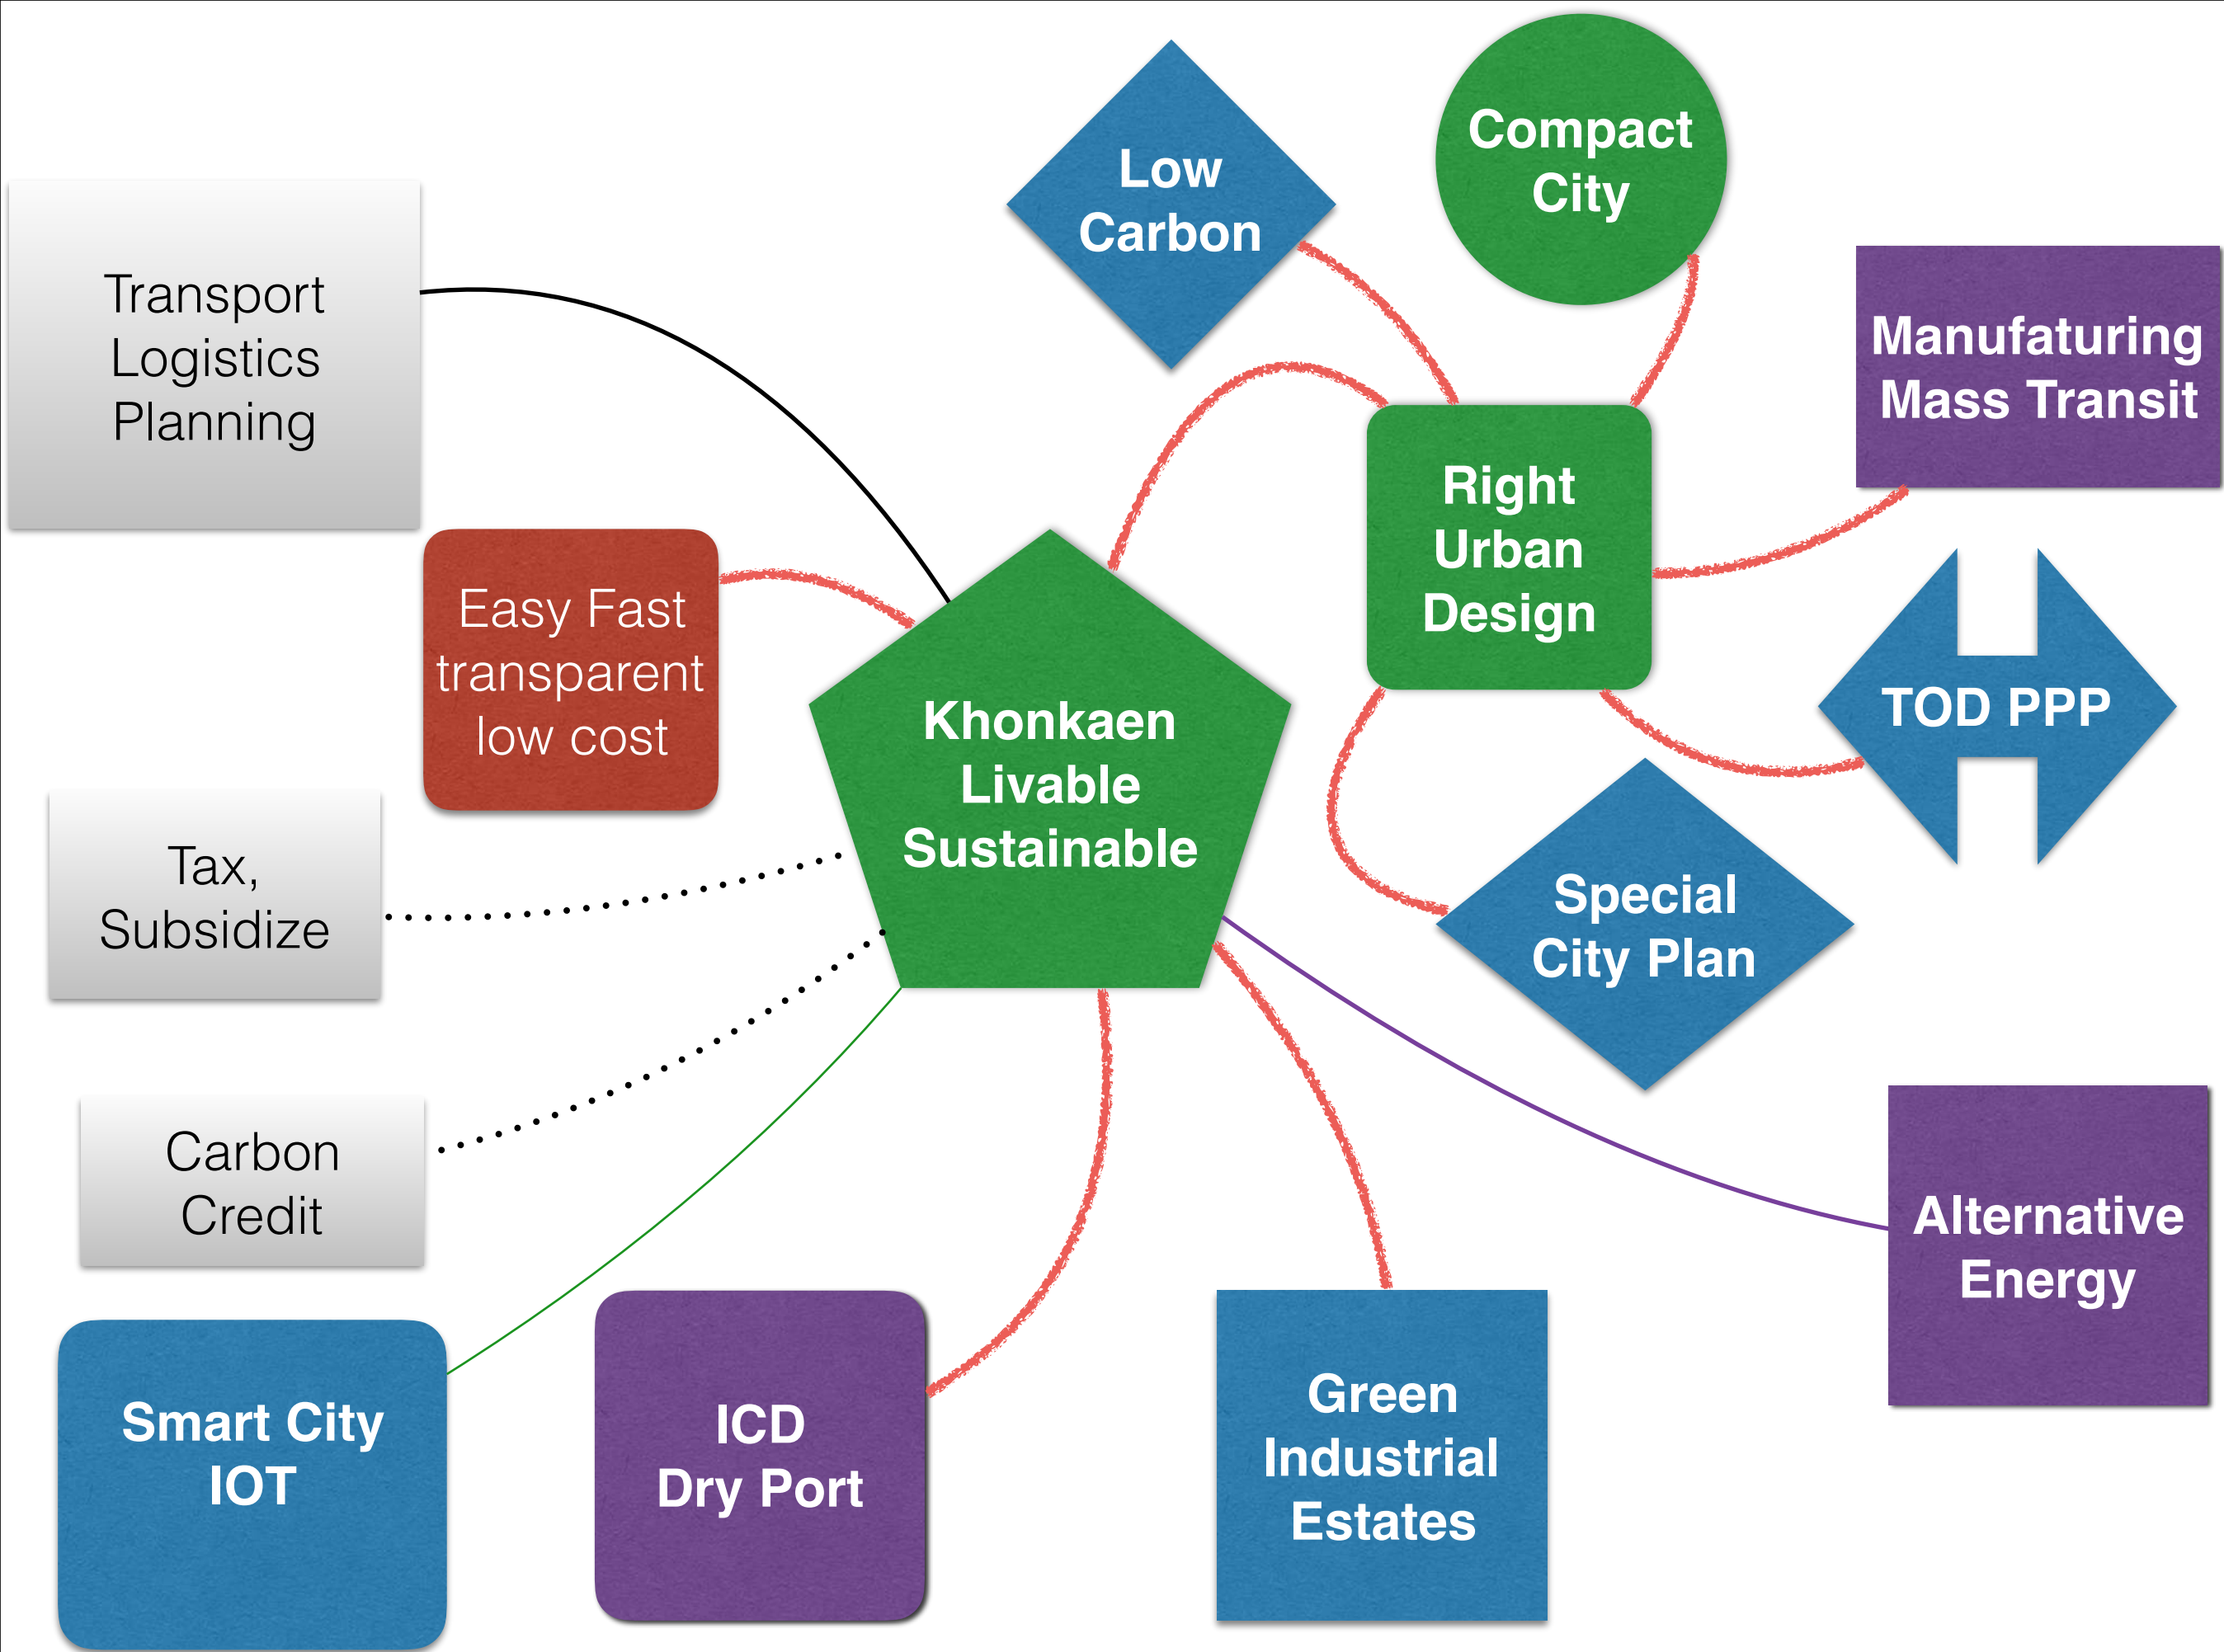 Low
Carbon
Compact
City
Transport
Logistics
Planning
Manufaturing
Mass Transit
Right
Urban
Design
Easy Fast
transparent
low cost
TOD PPP
Khonkaen
Livable
Sustainable
Tax,
Subsidize
Special
City Plan
Carbon
Credit
Alternative
Energy
Smart City
IOT
ICD
Dry Port
Green
Industrial
Estates